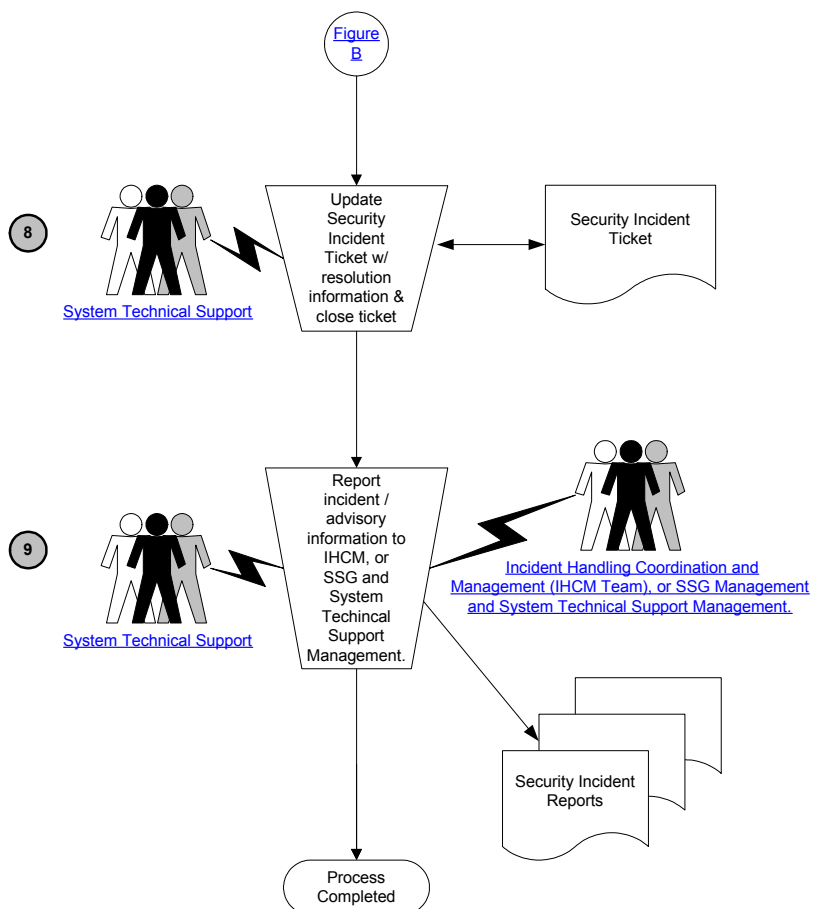 Figure
B
8
System Technical Support
Update
Security
Incident
Ticket w/
resolution
information &
close ticket
Security Incident
Ticket
9
System Technical Support
Report
incident /
advisory
information to
IHCM, or
SSG and
System
Techincal
Support
Management.
Incident Handling Coordination and
Management (IHCM Team), or SSG Management
and System Technical Support Management.
Security Incident
Reports
Process
Completed